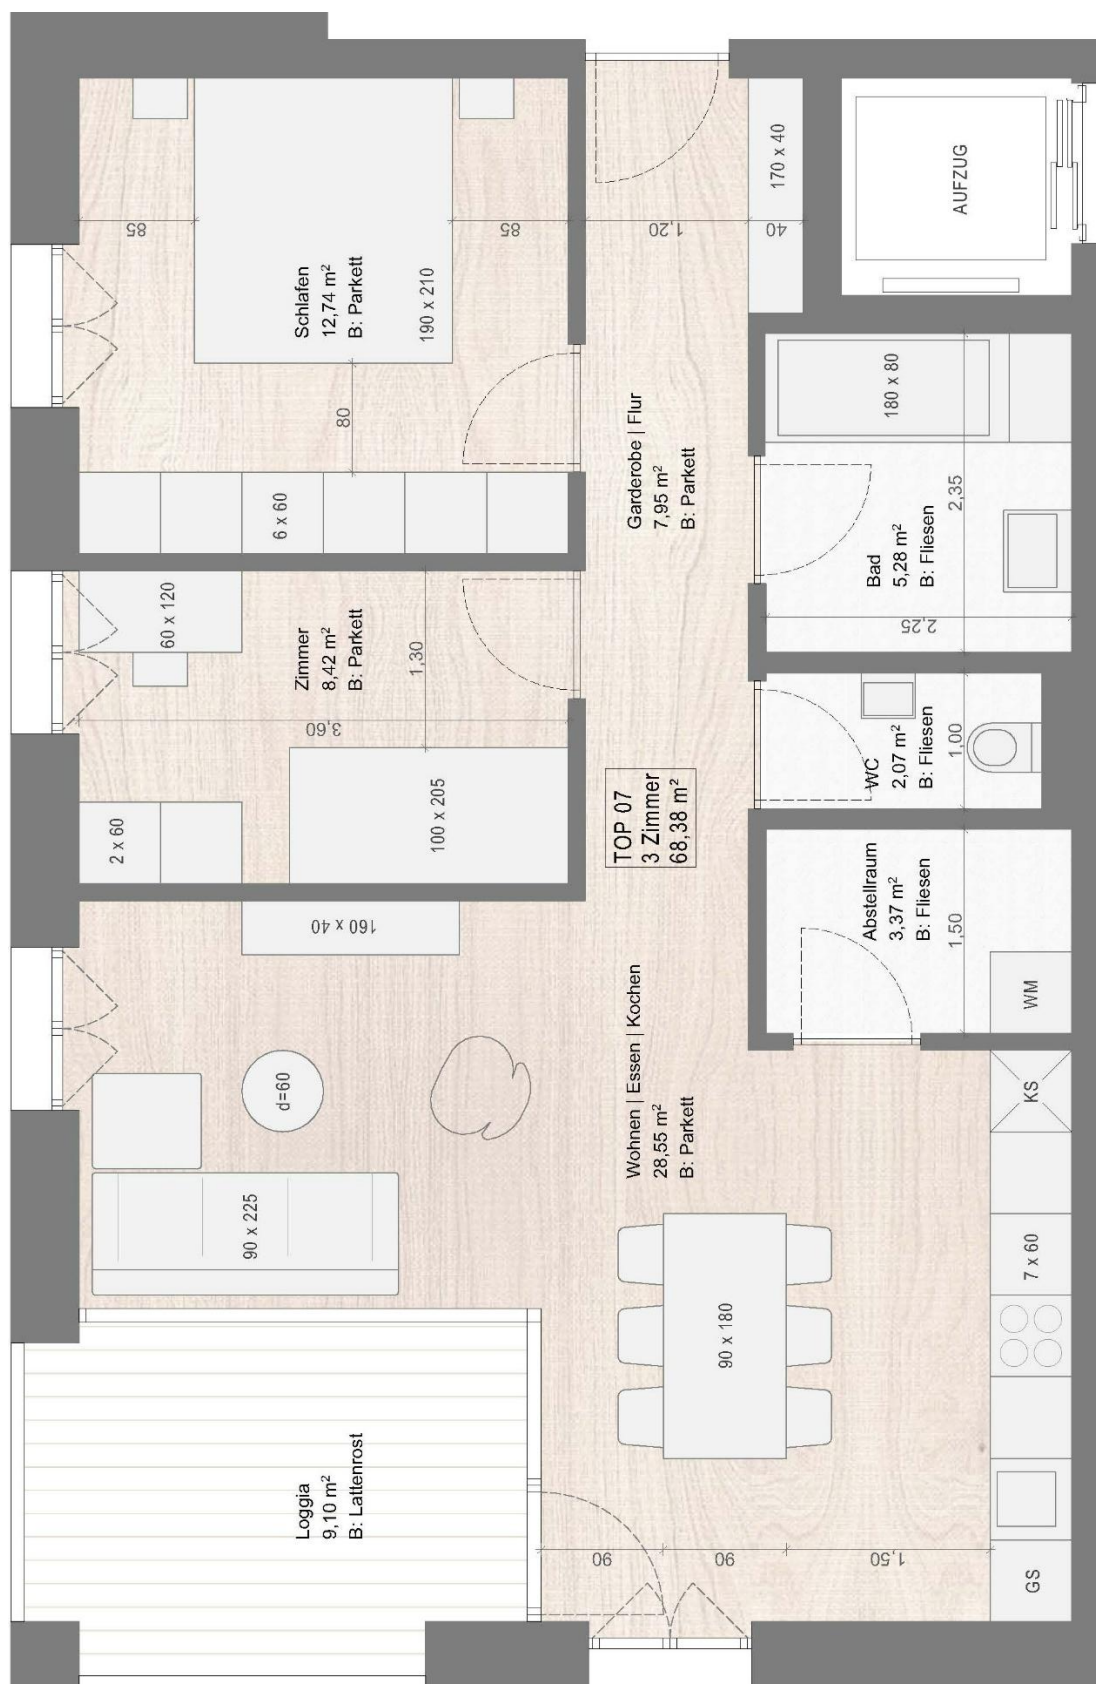 85
85
Schlafen
12,74 m²
B: Parkett
190 x 210
80
6 x 60
1,20
40
170 x 40
AUFZUG
Garderobe | Flur
7,95 m²
B: Parkett
180 x 80
2,35
Bad
5,28 m²
B: Fliesen
2,25
60 x 120
Zimmer
8,42 m²
B: Parkett
1,30
3,60
2 x 60
100 x 205
WC
2,07 m²
B: Fliesen
1,00
TOP 07
3 Zimmer
68,38 m²
Abstellraum
3,37 m²
B: Fliesen
1,50
WM
160 x 40
d=60
90 x 225
Wohnen | Essen | Kochen
28,55 m²
B: Parkett
KS
7 x 60
90 x 180
Loggia
9,10 m²
B: Lattenrost
90
90
1,50
GS